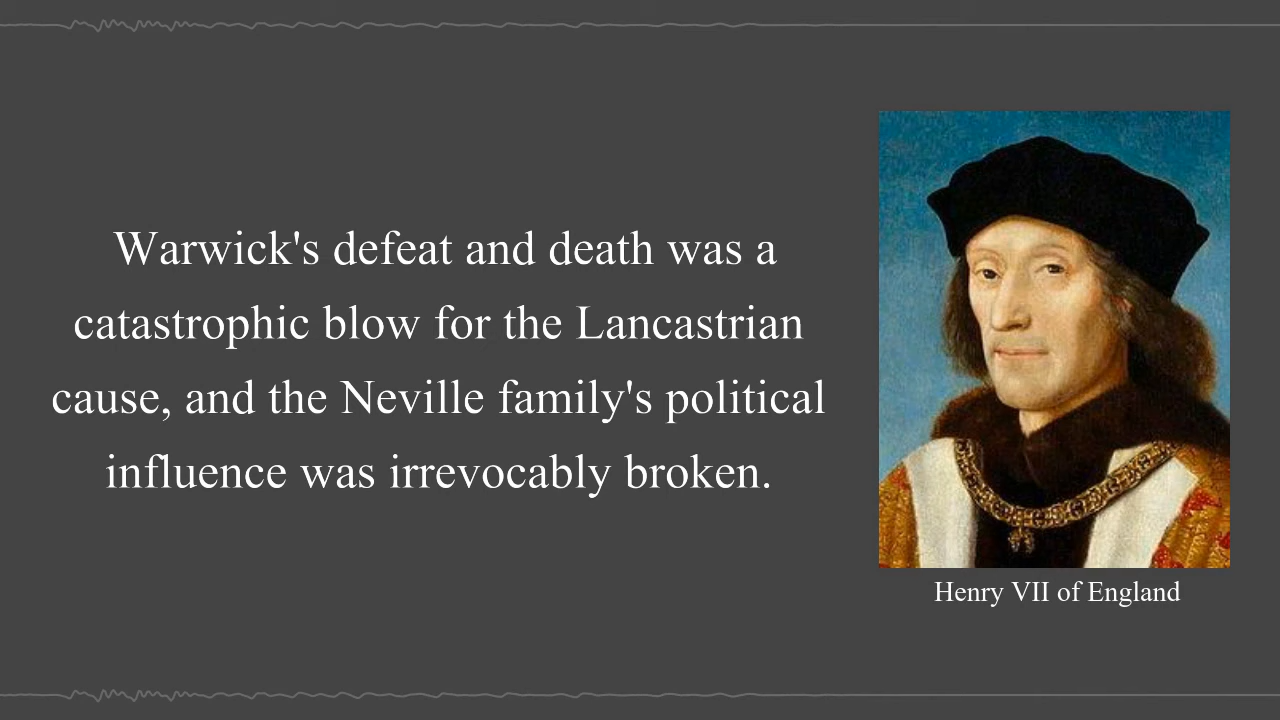 Warwick's defeat and death was a
catastrophic blow for the Lancastrian
cause, and the Neville family's political
influence was irrevocably broken.
Henry VII of England